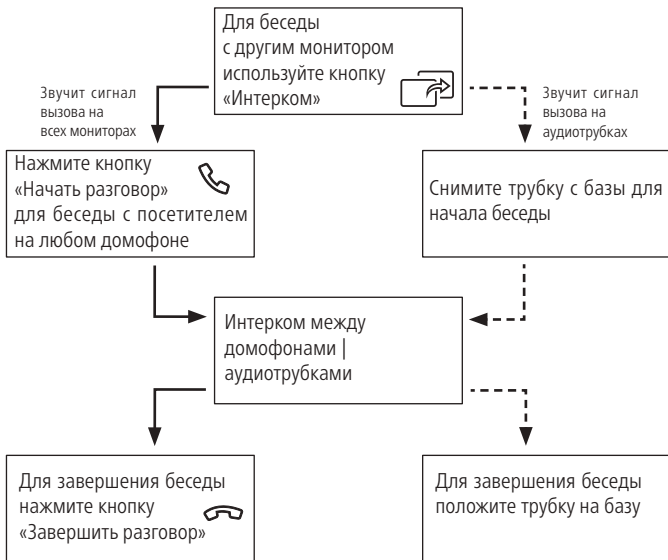 Для беседы
с другим монитором
используйте кнопку
«Интерком»
Звучит сигнал
вызова на
всех мониторах
Звучит сигнал
вызова на
аудиотрубках
Нажмите кнопку
«Начать разговор»
для беседы с посетителем
на любом домофоне
Снимите трубку с базы для
начала беседы
Интерком между
домофонами |
аудиотрубками
Для завершения беседы
нажмите кнопку
«Завершить разговор»
Для завершения беседы
положите трубку на базу